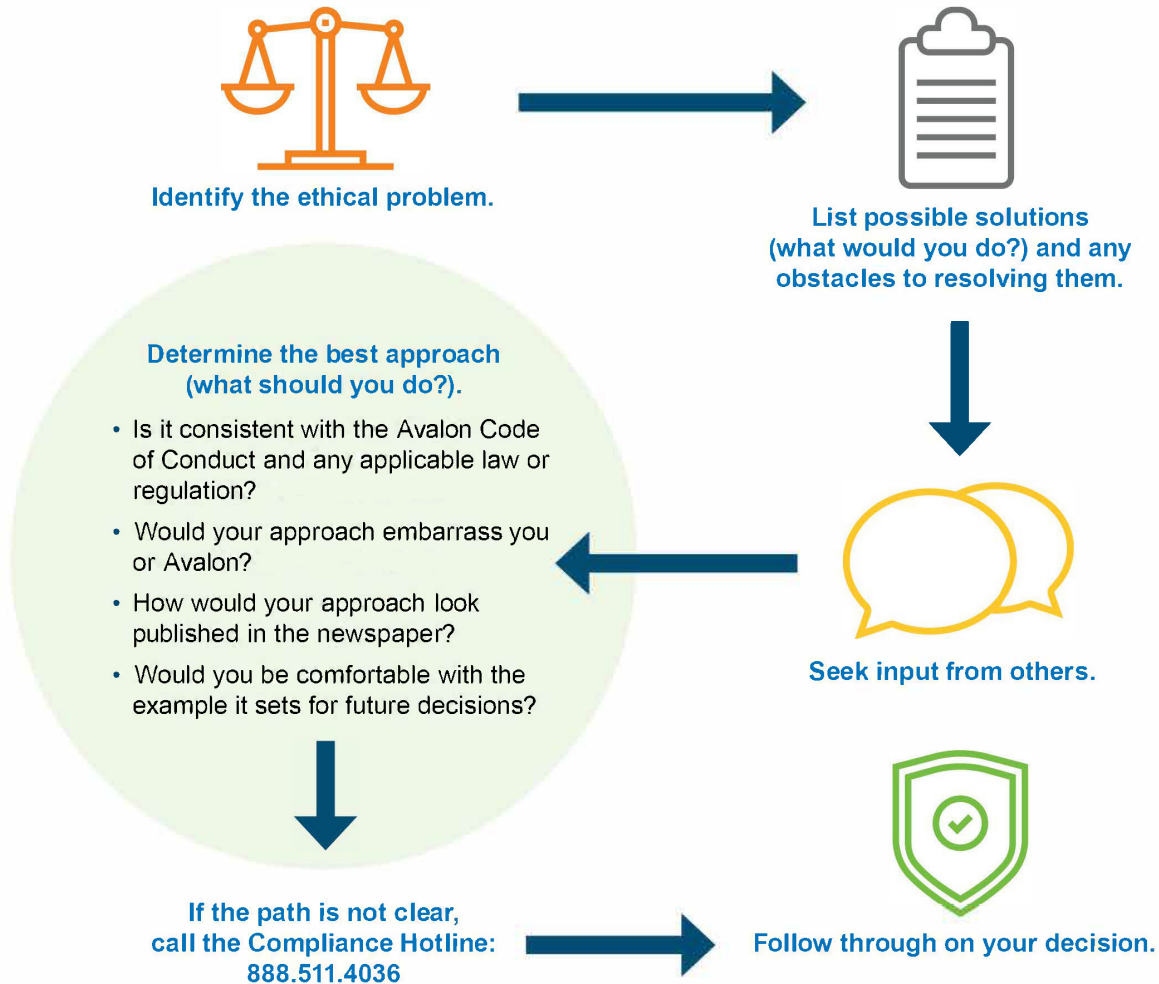 Identify the ethical problem.
List possible solutions
(what would you do?) and any
obstacles to resolving them.
Seek input from others.
Determine the best approach
(what should you do?).
• Is it consistent with the Avalon Code
of Conduct and any applicable law or
regulation?
• Would your approach embarrass you
or Avalon?
• How would your approach look
published in the newspaper?
• Would you be comfortable with the
example it sets for future decisions?
If the path is not clear,
call the Compliance Hotline:
888.511.4036
Follow through on your decision.